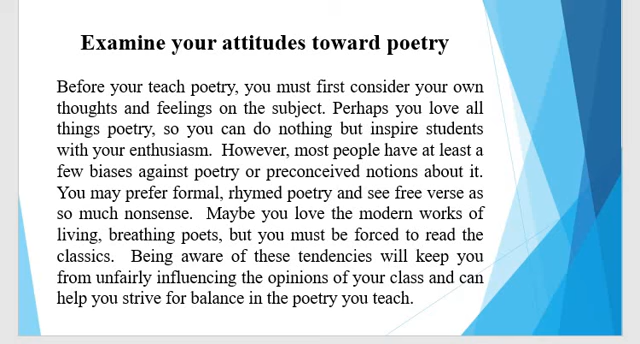 Examine your attitudes toward poetry
Before your teach poetry, you must first consider your own
thoughts and feelings on the subject. Perhaps you love all
things poetry, so you can do nothing but inspire students
with your enthusiasm.  However, most people have at least a
few biases against poetry or preconceived notions about it.
You may prefer formal, rhymed poetry and see free verse as
so much nonsense.  Maybe you love the modern works of
living, breathing poets, but you must be forced to read the
classics.  Being aware of these tendencies will keep you
from unfairly influencing the opinions of your class and can
help you strive for balance in the poetry you teach.